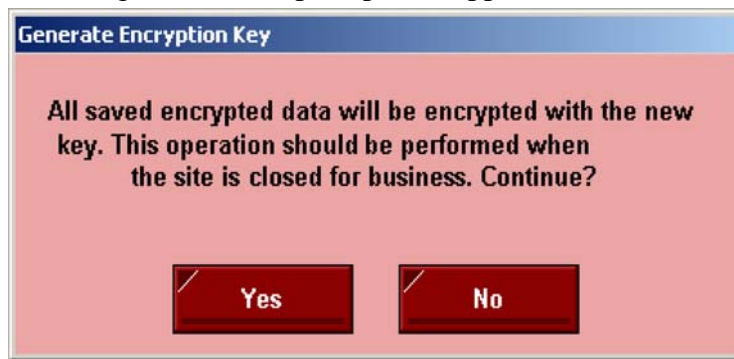 Generate Encryption Key
All saved encrypted data will be encrypted with the new
key. This operation should be performed when
the site is closed for business. Continue?
Yes No